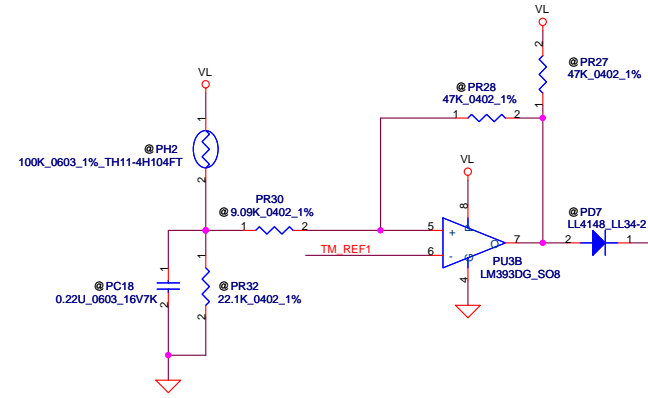 VL
2
@PR27
47K_0402_1%
1
@PR28
47K_0402_1%
1
2
VL
1
@PH2
100K_0603_1%_TH11-4H104FT
2
VL
8
PR30
@9.09K_0402_1%
1
2
5
+
7
@PD7
LL4148_LL34-2
2
1
TM_REF1
6
-
PU3B
LM393DG_SO8
4
1
@PC18
0.22U_0603_16V7K
2
1
@PR32
22.1K_0402_1%
2